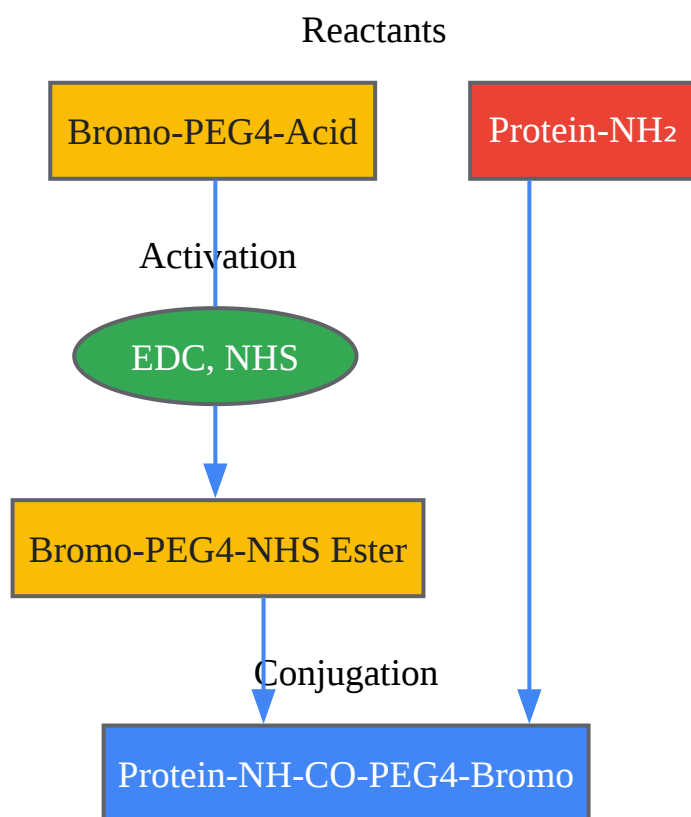 Reactants
Bromo-PEG4-Acid
Protein-NH₂
Activation
EDC, NHS
Bromo-PEG4-NHS Ester
Conjugation
Protein-NH-CO-PEG4-Bromo